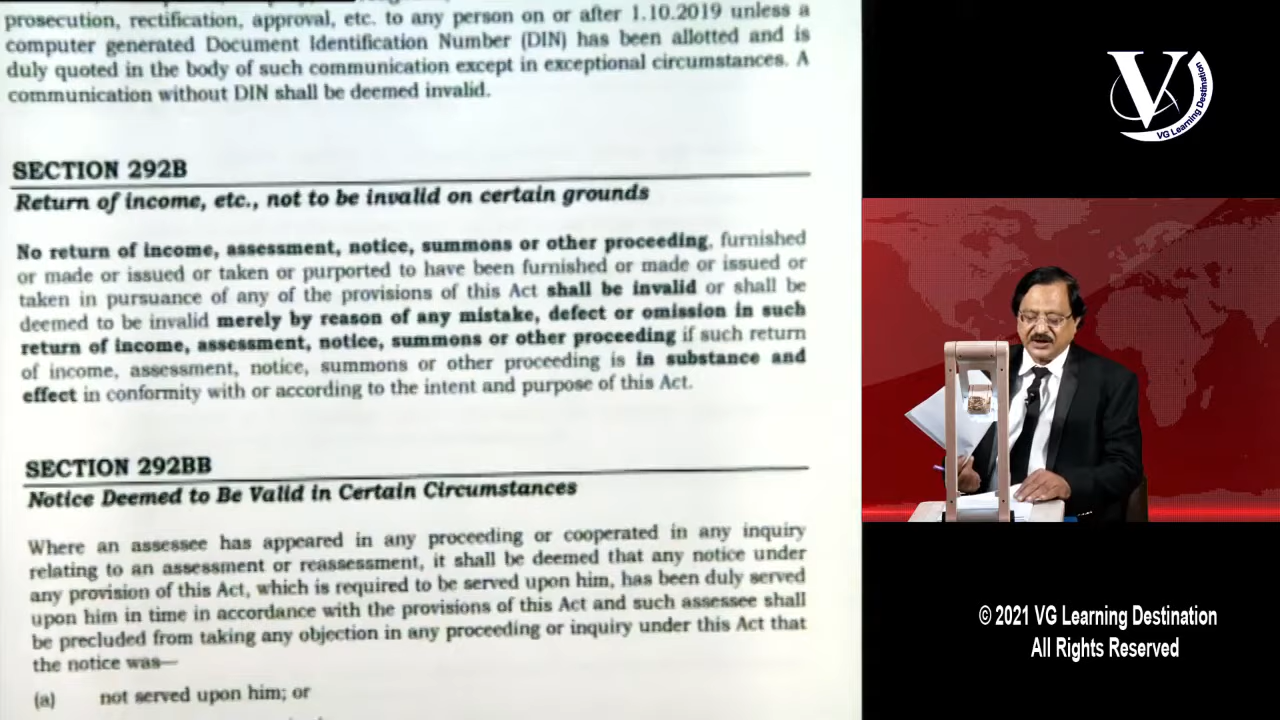 prosecution, rectification, approval, etc. to any person on or after 1.10.2019 unless a
computer generated Document Identification Number (DIN) has been allotted and is
duly quoted in the body of such communication except in exceptional circumstances. A
communication without DIN shall be deemed invalid.
SECTION 292B
Return of income, etc., not to be invalid on certain grounds
No return of income, assessment, notice, summons or other proceeding, furnished
or made or issued or taken or purported to have been furnished or made or issued or
taken in pursuance of any of the provisions of this Act shall be invalid or shall be
deemed to be invalid merely by reason of any mistake, defect or omission in such
return of income, assessment, notice, summons or other proceeding if such return
of income, assessment, notice, summons or other proceeding is in substance and
effect in conformity with or according to the intent and purpose of this Act.
SECTION 292BB
Notice Deemed to Be Valid in Certain Circumstances
Where an assessee has appeared in any proceeding or cooperated in any inquiry
relating to an assessment or reassessment, it shall be deemed that any notice under
any provision of this Act, which is required to be served upon him, has been duly served
upon him in time in accordance with the provisions of this Act and such assessee shall
be precluded from taking any objection in any proceeding or inquiry under this Act that
the notice was—
(a) not served upon him; or
V
VG Learning Destination
© 2021 VG Learning Destination
All Rights Reserved